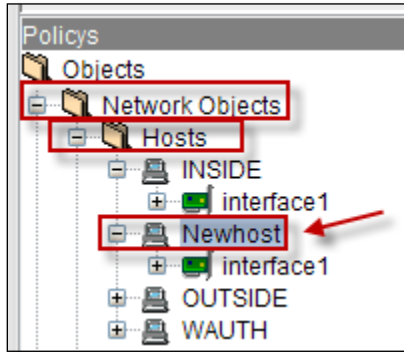 Policys
Objects
Network Objects
Hosts
INSIDE
interface1
Newhost
interface1
OUTSIDE
WAUTH